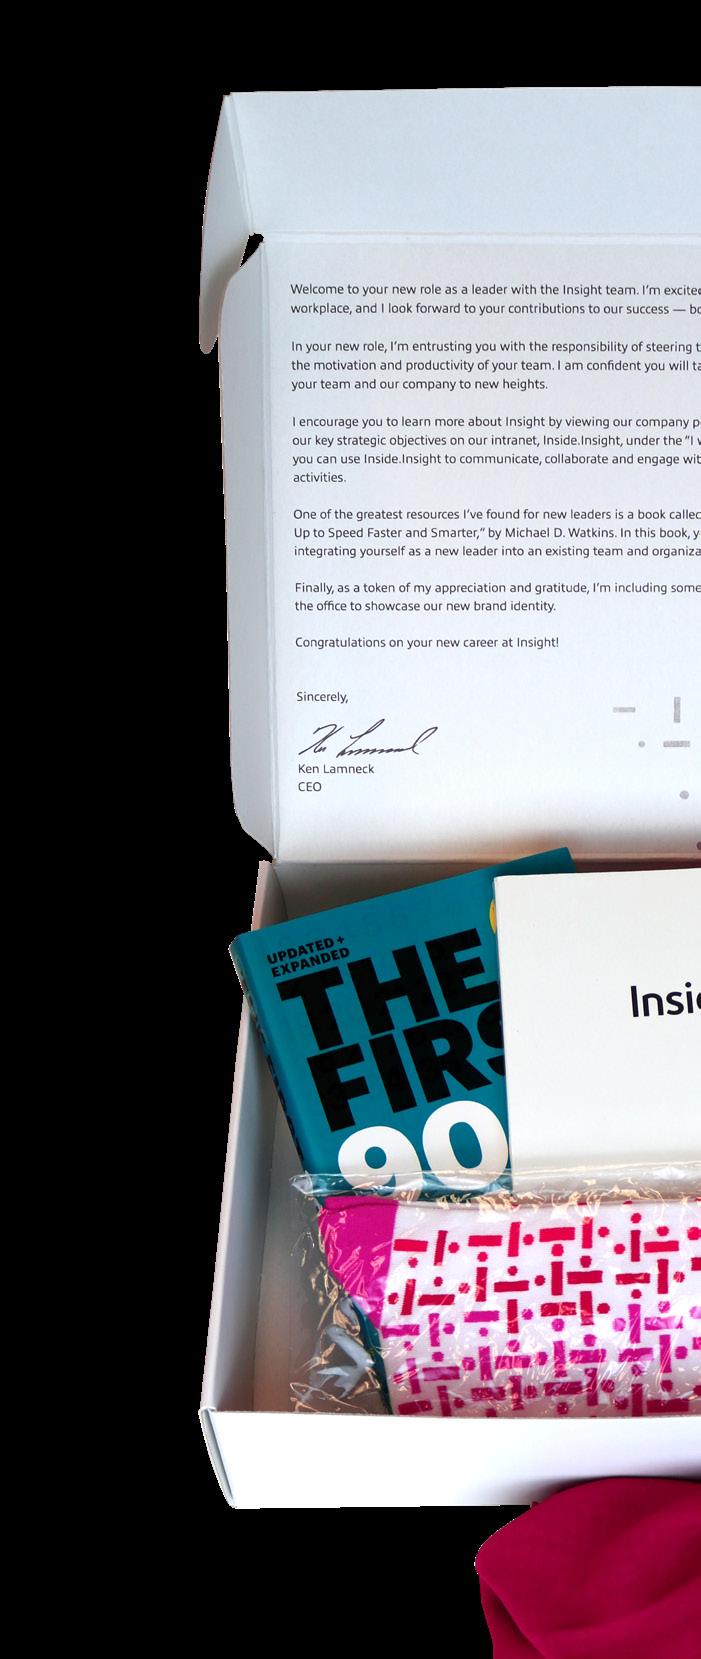 Welcome to your new role as a leader with the Insight team. I'm excited
workplace, and I look forward to your contributions to our success — bo
In your new role, I'm entrusting you with the responsibility of steering t
the motivation and productivity of your team. I am confident you will ta
your team and our company to new heights.
I encourage you to learn more about Insight by viewing our company p
our key strategic objectives on our intranet, Inside.Insight, under the "I w
you can use Inside.Insight to communicate, collaborate and engage wit
activities.
One of the greatest resources I've found for new leaders is a book called
Up to Speed Faster and Smarter," by Michael D. Watkins. In this book, y
integrating yourself as a new leader into an existing team and organiza
Finally, as a token of my appreciation and gratitude, I'm including some
the office to showcase our new brand identity.
Congratulations on your new career at Insight!
Sincerely,
Ken Lamneck
Ken Lamneck
CEO
UPDATED +
EXPANDED
THE
FIRS
90
Insi